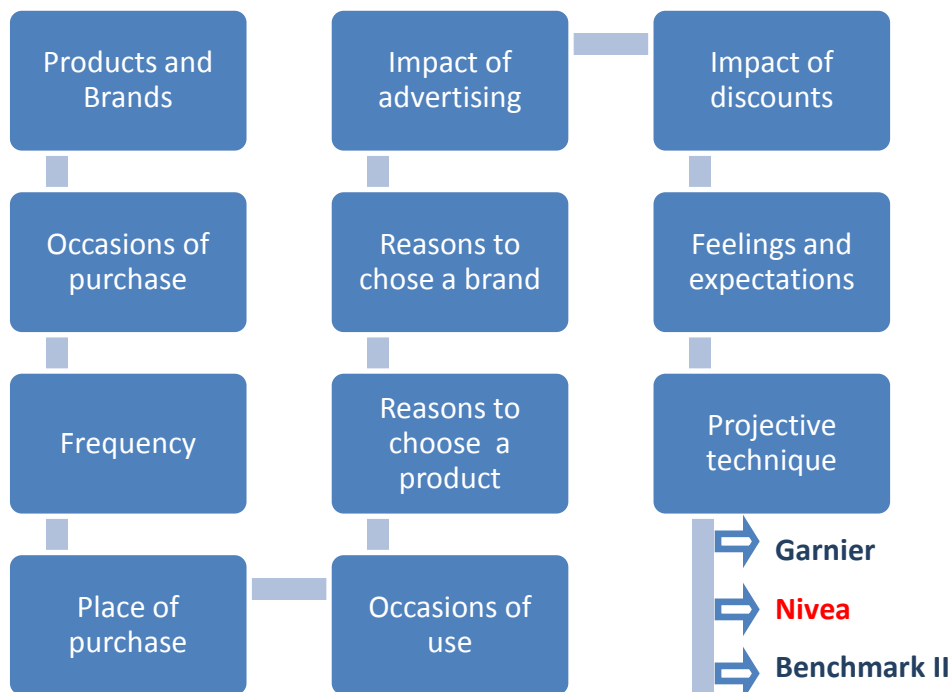 Products and
Brands
Occasions of
purchase
Frequency
Place of
purchase
Occasions of
use
Reasons to
choose a
product
Reasons to
chose a brand
Impact of
advertising
Impact of
discounts
Feelings and
expectations
Projective
technique
Garnier
Nivea
Benchmark II